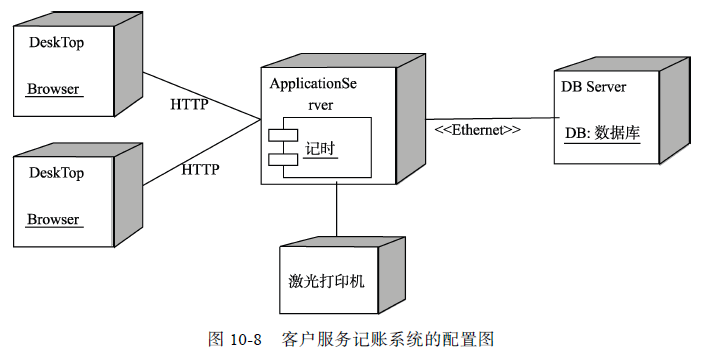 DeskTop
Browser
HTTP
DeskTop
Browser
HTTP
ApplicationSe
rver
记时
<<Ethernet>>
DB Server
DB: 数据库
激光打印机
图 10-8 客户服务记账系统的配置图